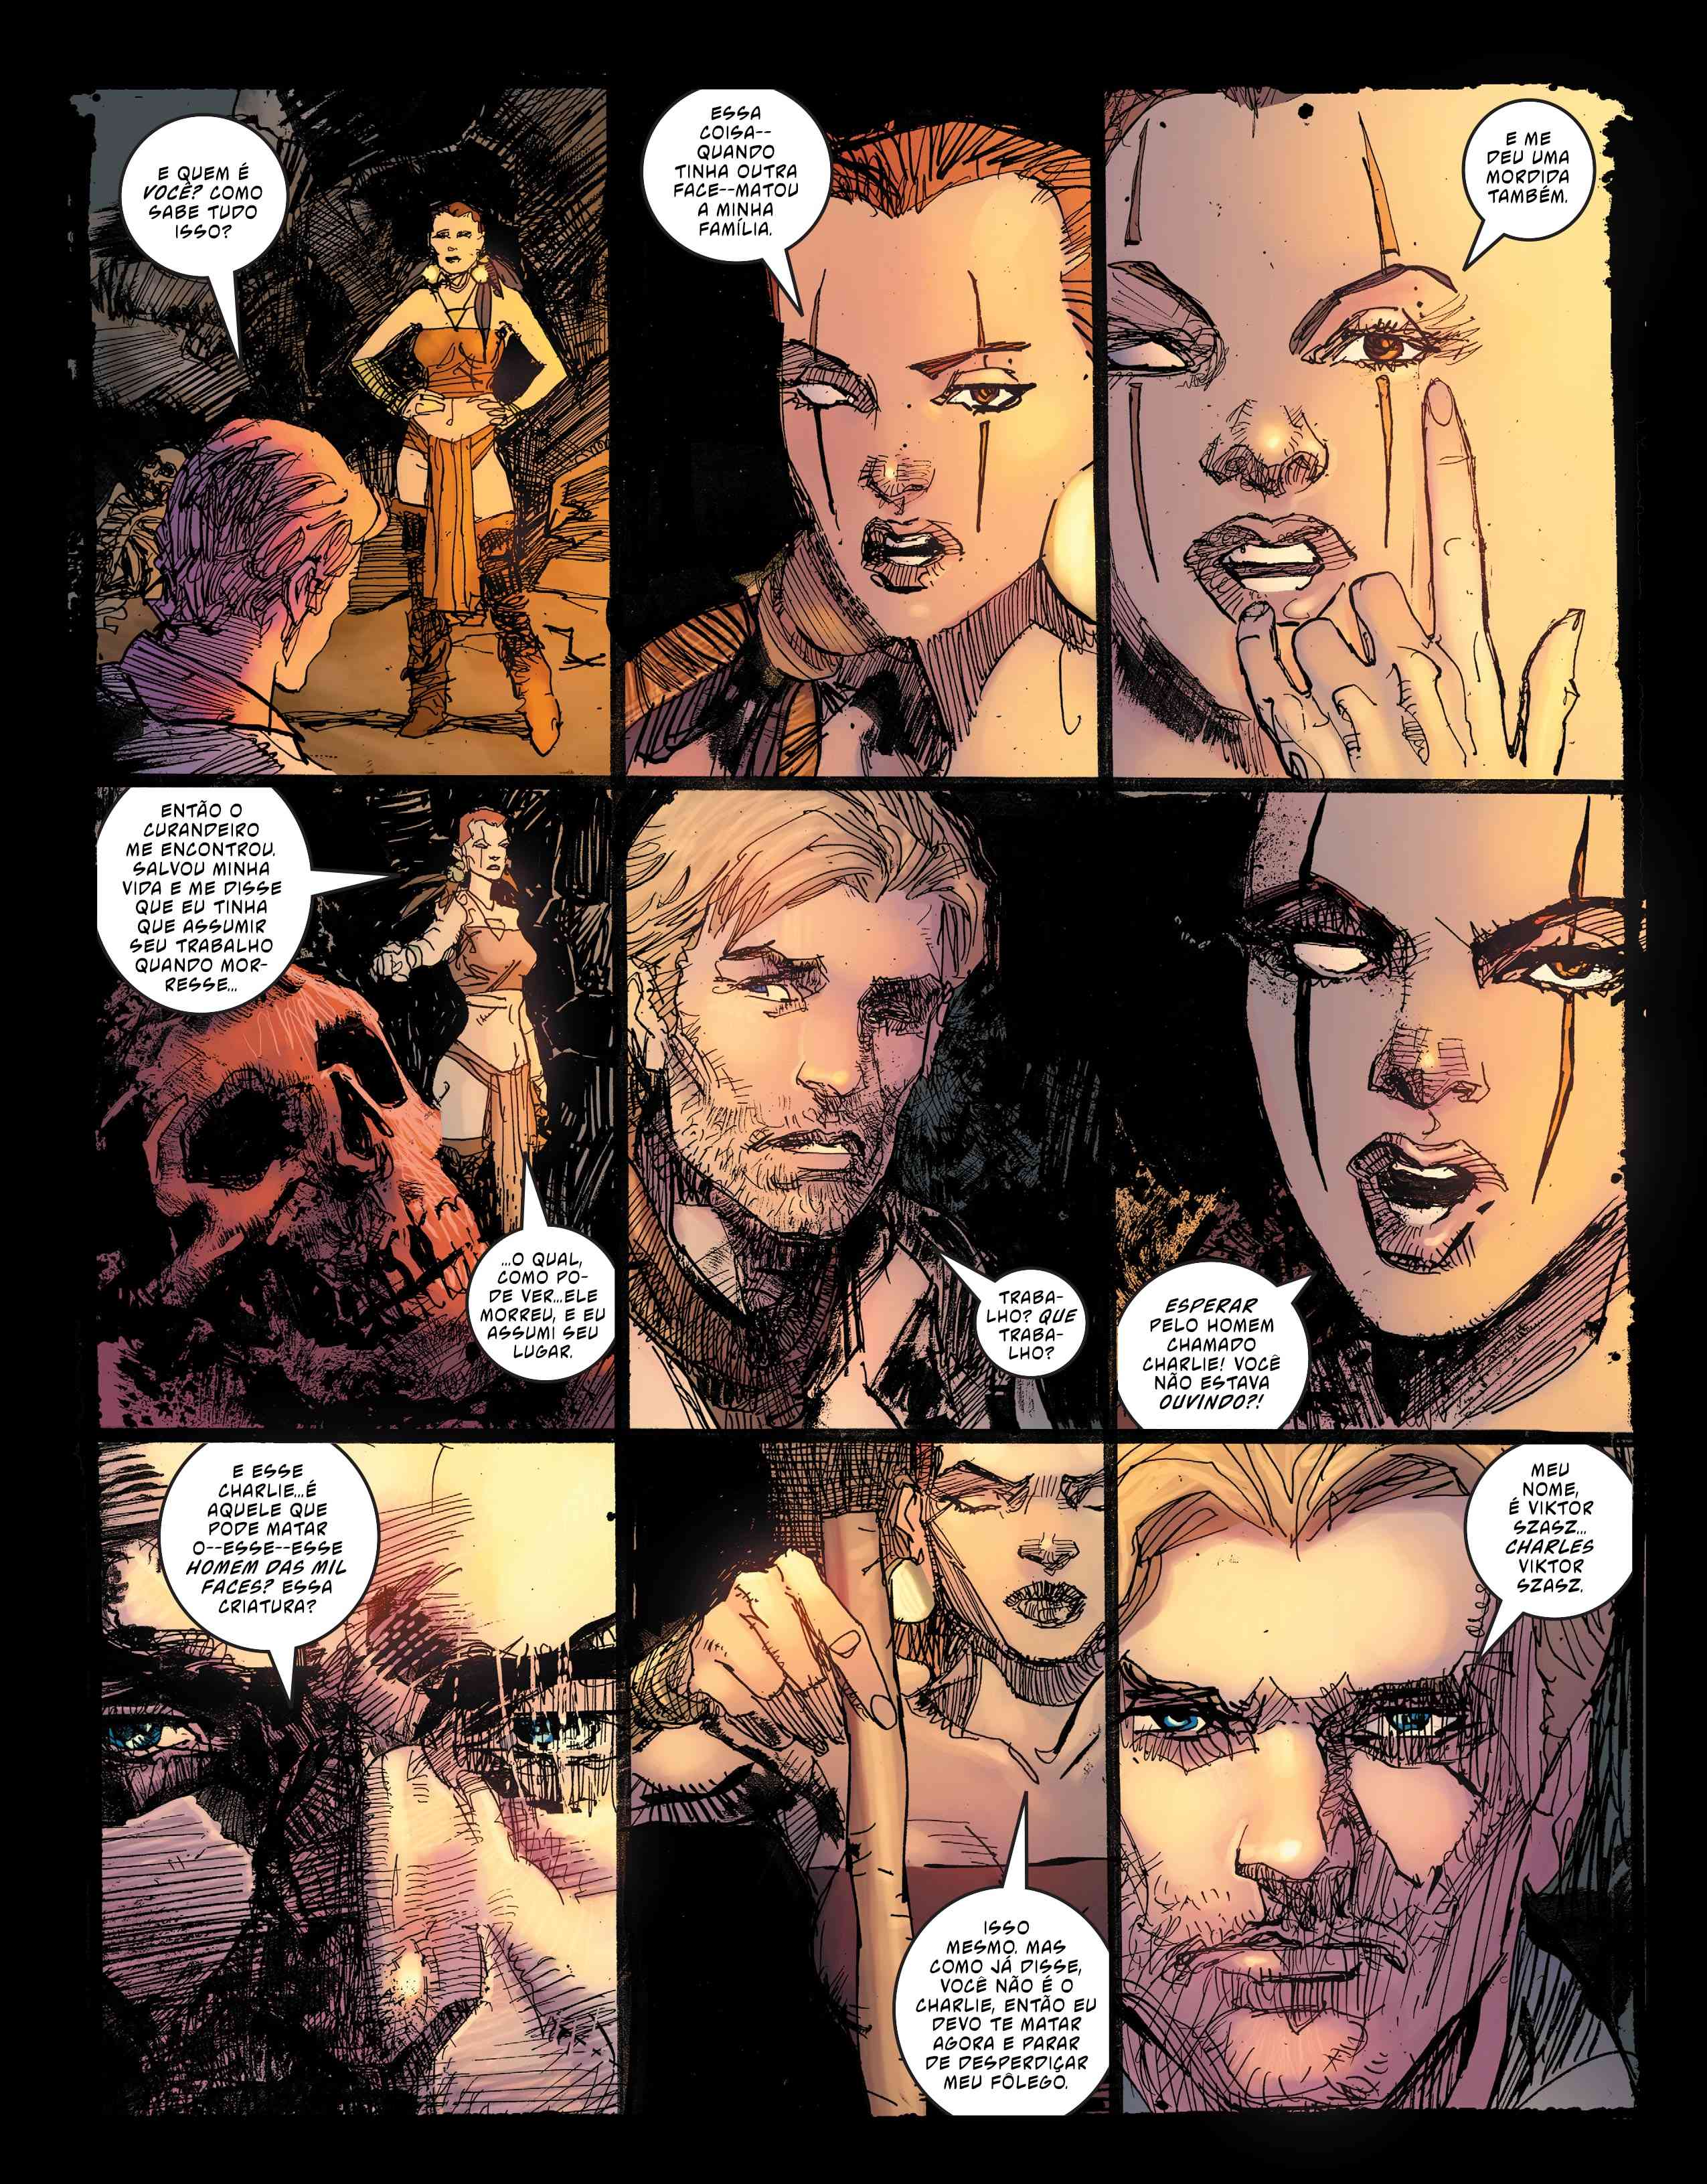 E QUEM É
VOCÊ? COMO
SABE TUDO
ISSO?
ESSA
COISA--
QUANDO
TINHA OUTRA
FACE--MATOU
A MINHA
FAMÍLIA.
E ME
DEU UMA
MORDIDA
TAMBÉM.
ENTÃO O
CURANDEIRO
ME ENCONTROU.
SALVOU MINHA
VIDA E ME DISSE
QUE EU TINHA
QUE ASSUMIR
SEU TRABALHO
QUANDO MOR-
RESSE...
...O QUAL,
COMO PO-
DE VER...ELE
MORREU, E EU
ASSUMI SEU
LUGAR.
TRABA-
LHO? QUE
TRABA-
LHO?
ESPERAR
PELO HOMEM
CHAMADO
CHARLIE! VOCÊ
NÃO ESTAVA
OUVINDO?!
E ESSE
CHARLIE...É
AQUELE QUE
PODE MATAR
O--ESSE--ESSE
HOMEM DAS MIL
FACES? ESSA
CRIATURA?
ISSO
MESMO. MAS
COMO JÁ DISSE,
VOCÊ NÃO É O
CHARLIE, ENTÃO EU
DEVO TE MATAR
AGORA E PARAR
DE DESPERDIÇAR
MEU FÔLEGO.
MEU
NOME,
É VIKTOR
SZASZ...
CHARLES
VIKTOR
SZASZ.